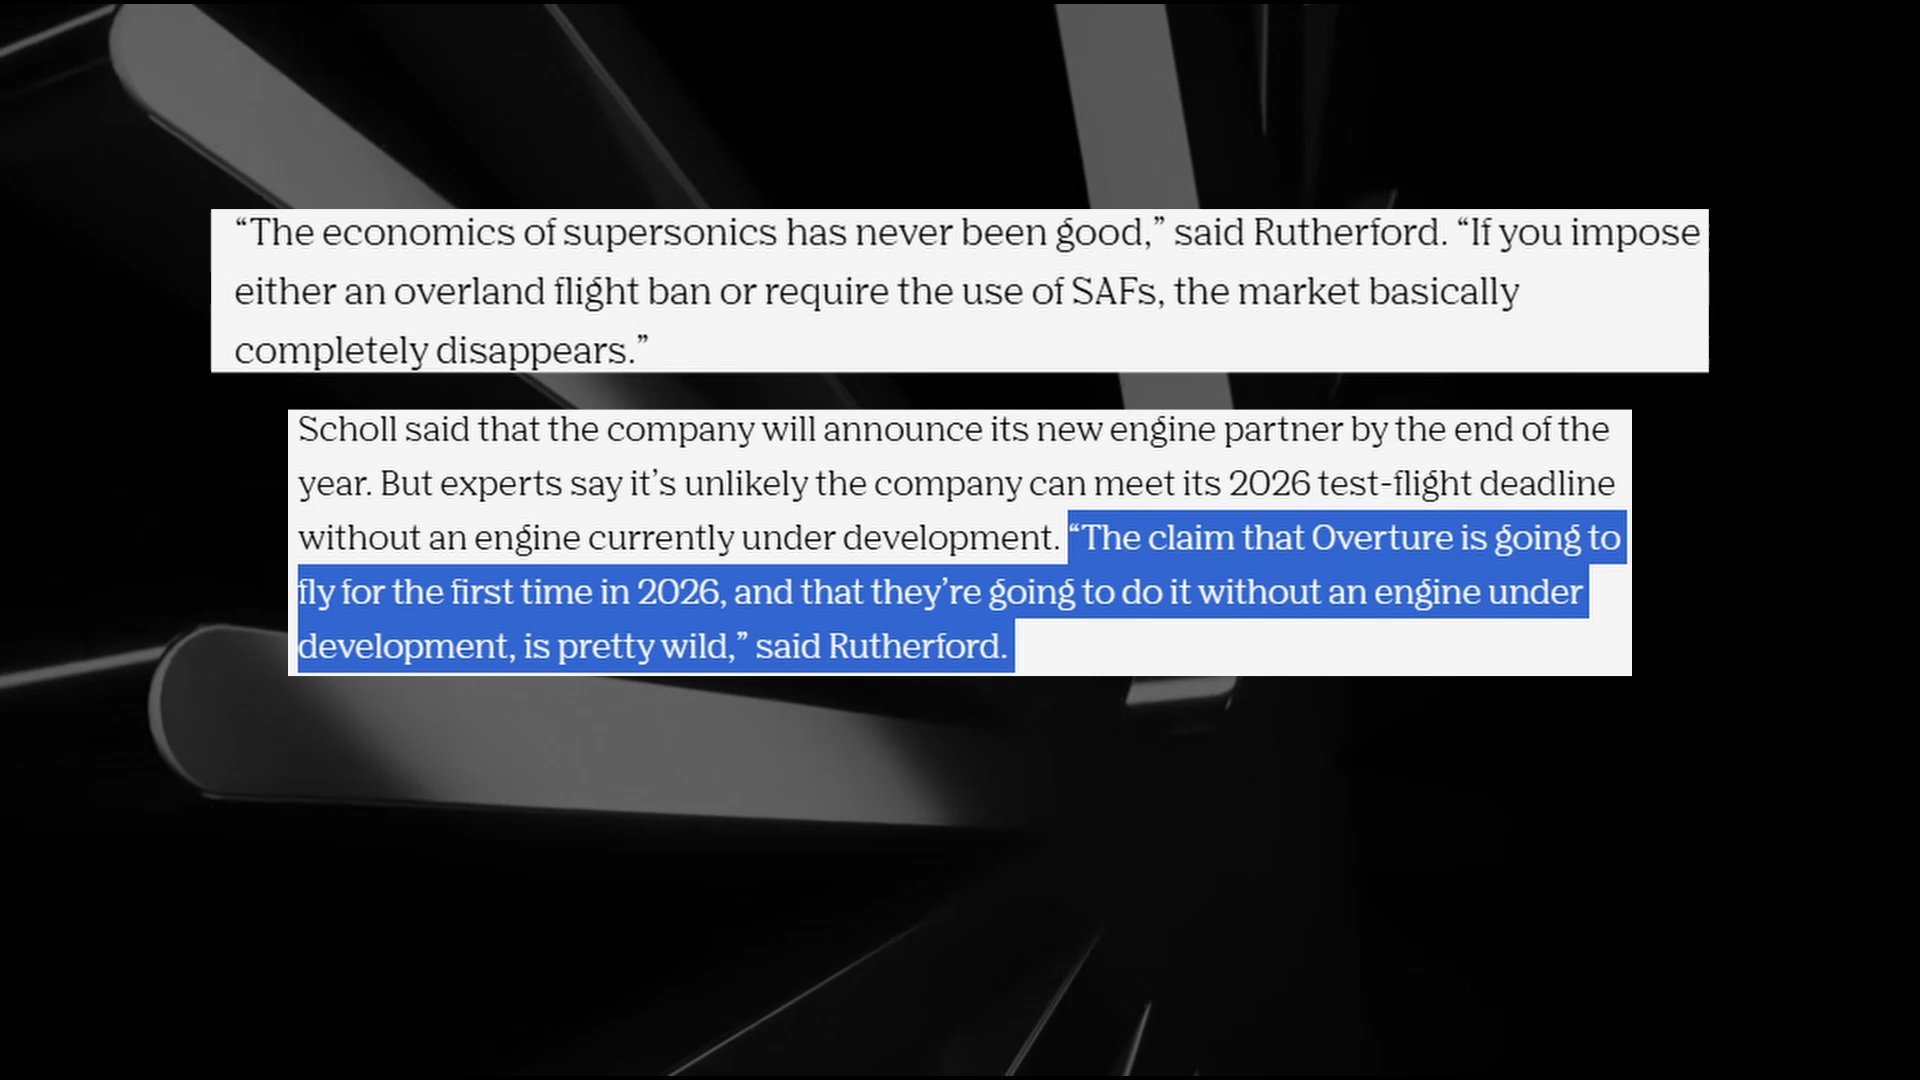 “The economics of supersonics has never been good,” said Rutherford. “If you impose
either an overland flight ban or require the use of SAFs, the market basically
completely disappears.”
Scholl said that the company will announce its new engine partner by the end of the
year. But experts say it’s unlikely the company can meet its 2026 test-flight deadline
without an engine currently under development. “The claim that Overture is going to
fly for the first time in 2026, and that they’re going to do it without an engine under
development, is pretty wild,” said Rutherford.